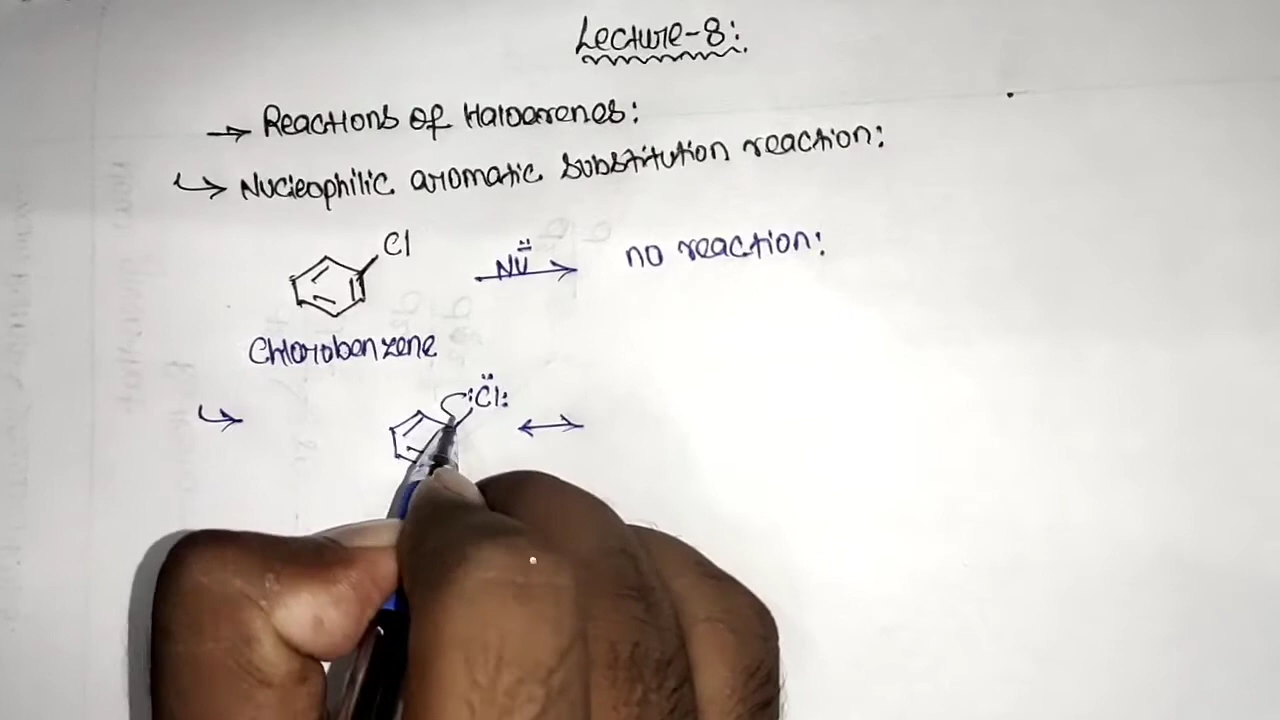 Lecture-8:
→ Reactions of Haloarenes:
↳ Nucleophilic aromatic substitution reaction:
Cl
Nu no reaction:
Chlorobenzene
:Cl: